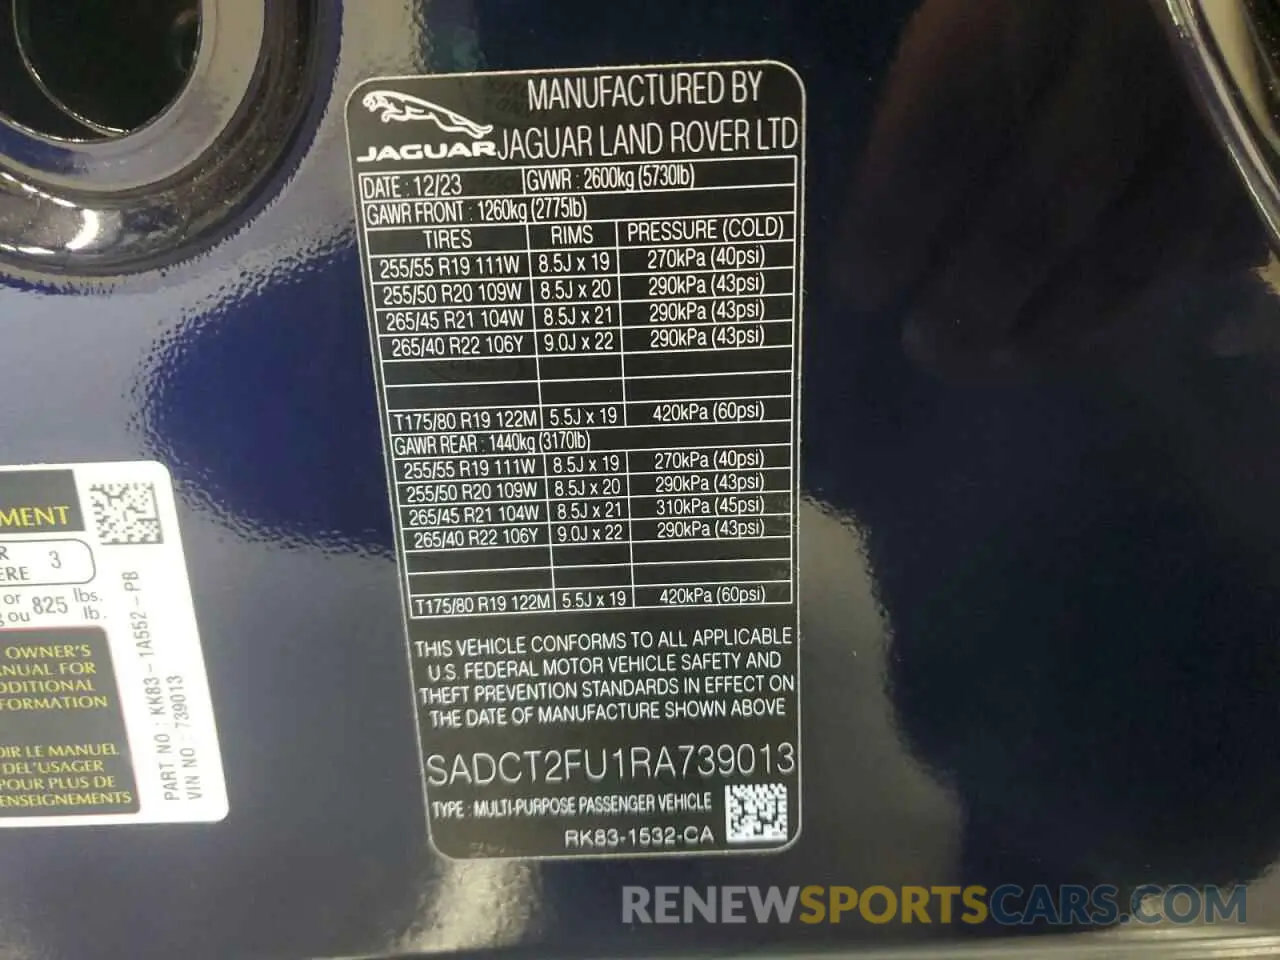 MANUFACTURED BY
JAGUAR JAGUAR LAND ROVER LTD
DATE : 12/23 GVWR : 2600kg (5730lb)
GAWR FRONT : 1260kg (2775lb)
TIRES RIMS PRESSURE (COLD)
255/55 R19 111W 8.5J x 19 270kPa (40psi)
255/50 R20 109W 8.5J x 20 290kPa (43psi)
265/45 R21 104W 8.5J x 21 290kPa (43psi)
265/40 R22 106Y 9.0J x 22 290kPa (43psi)
T175/80 R19 122M 5.5J x 19 420kPa (60psi)
GAWR REAR : 1440kg (3170lb)
255/55 R19 111W 8.5J x 19 270kPa (40psi)
255/50 R20 109W 8.5J x 20 290kPa (43psi)
265/45 R21 104W 8.5J x 21 310kPa (45psi)
265/40 R22 106Y 9.0J x 22 290kPa (43psi)
T175/80 R19 122M 5.5J x 19 420kPa (60psi)
THIS VEHICLE CONFORMS TO ALL APPLICABLE
U.S. FEDERAL MOTOR VEHICLE SAFETY AND
THEFT PREVENTION STANDARDS IN EFFECT ON
THE DATE OF MANUFACTURE SHOWN ABOVE
SADCT2FU1RA739013
TYPE : MULTI-PURPOSE PASSENGER VEHICLE
RK83-1532-CA
MENT
R
ERE 3
or 825 lbs.
ou lb.
OWNER'S
ANUAL FOR
DDITIONAL
FORMATION
OIR LE MANUEL
DEL'USAGER
POUR PLUS DE
ENSEIGNEMENTS
PART NO : KK83-1A552-PB
VIN NO : 739013
RENEWSPORTSCARS.COM